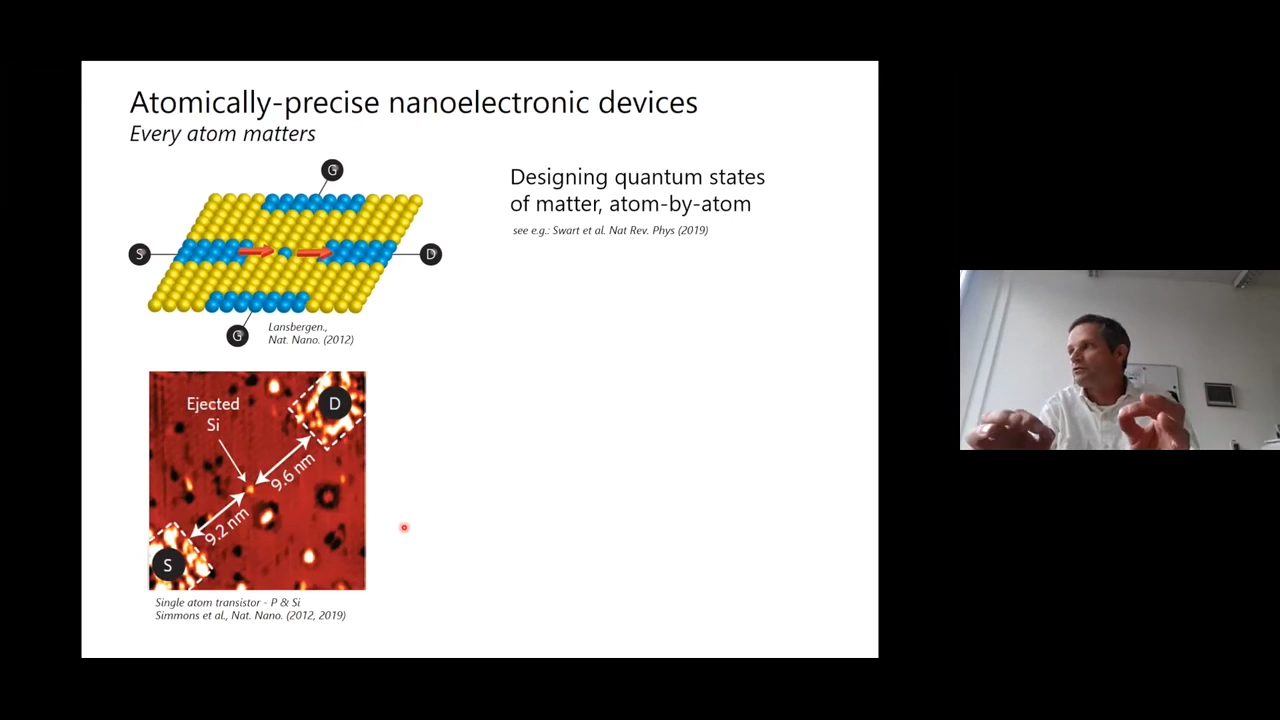 Atomically-precise nanoelectronic devices
Every atom matters
G
S
D
G
Lansbergen.,
Nat. Nano. (2012)
Designing quantum states
of matter, atom-by-atom
see e.g.: Swart et al. Nat Rev. Phys (2019)
Ejected
Si
D
9.6 nm
9.2 nm
S
Single atom transistor - P & Si
Simmons et al., Nat. Nano. (2012, 2019)